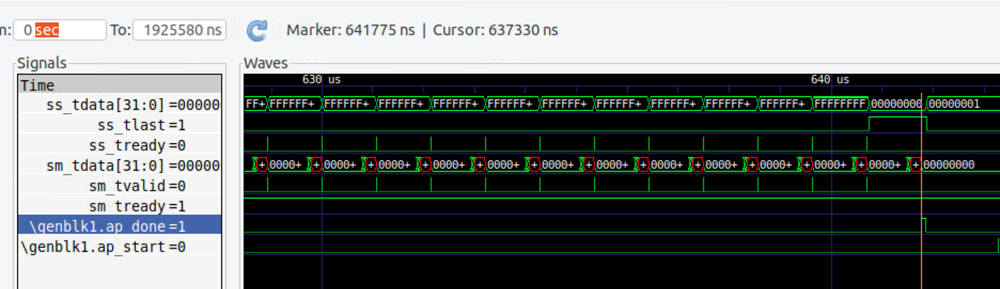 m: 0 sec To: 1925580 ns Marker: 641775 ns | Cursor: 637330 ns
Signals Waves
Time 630 us 640 us
ss_tdata[31:0] =00000 FF+ FFFFFF+ FFFFFF+ FFFFFF+ FFFFFF+ FFFFFF+ FFFFFF+ FFFFFF+ FFFFFF+ FFFFFF+ FFFFFF+ FFFFFFFF 00000000 00000001
ss_tlast =1
ss_tready =0
sm_tdata[31:0] =00000 + 0000+ + 0000+ + 0000+ + 0000+ + 0000+ + 0000+ + 0000+ + 0000+ + 0000+ + 0000+ + 0000+ + 0000+ + 00000000
sm_tvalid =0
sm_tready =1
\genblk1.ap_done =1
\genblk1.ap_start =0